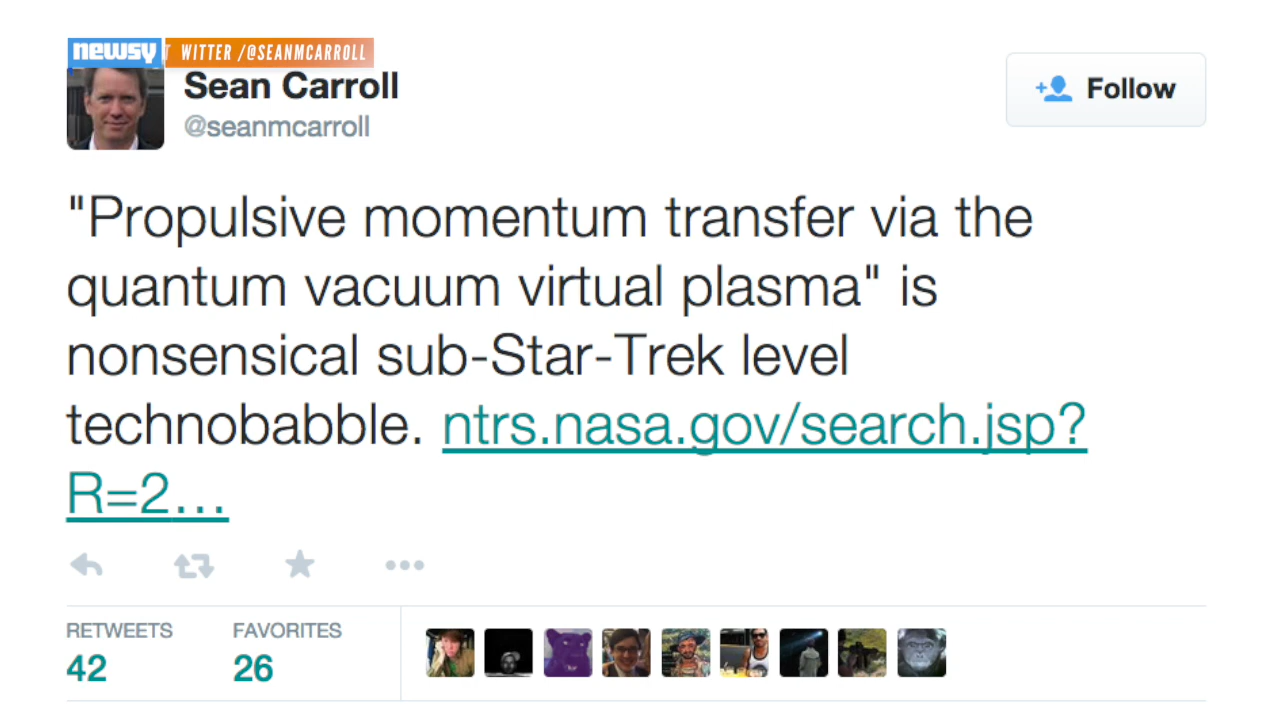 newsy
TWITTER /@SEANMCARROLL
Sean Carroll
@seanmcarroll
Follow
"Propulsive momentum transfer via the
quantum vacuum virtual plasma" is
nonsensical sub-Star-Trek level
technobabble. ntrs.nasa.gov/search.jsp?
R=2...
RETWEETS
FAVORITES
42
26